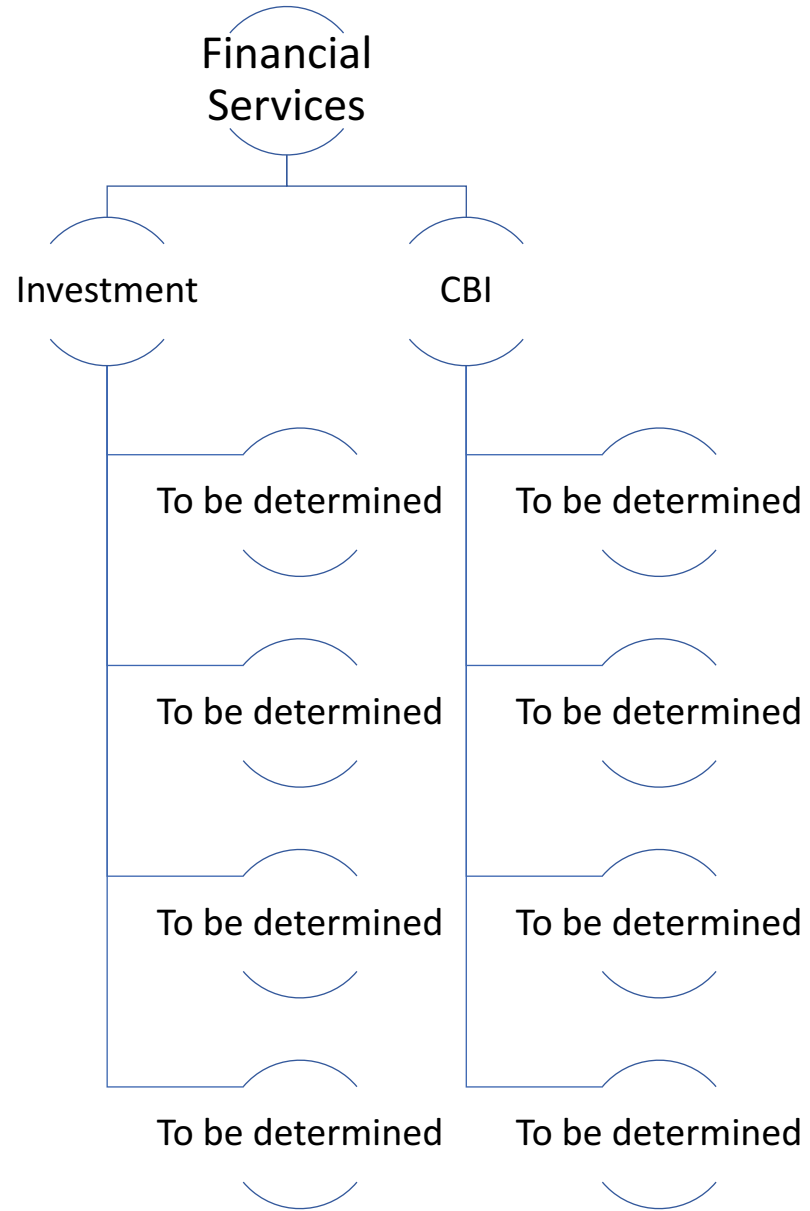 Financial
Services
Investment
CBI
To be determined
To be determined
To be determined
To be determined
To be determined
To be determined
To be determined
To be determined